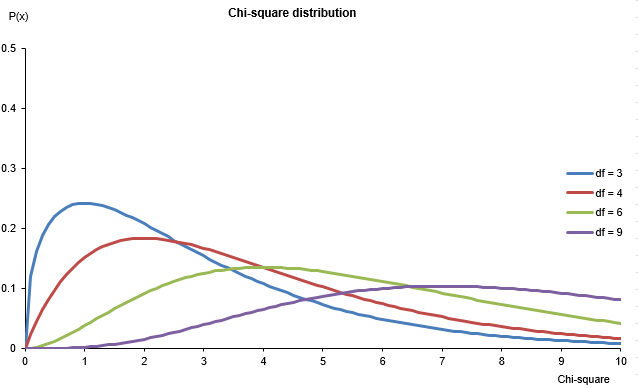 Chi-square distribution
P(x)
0.5
0.4
0.3
0.2
0.1
0
0 1 2 3 4 5 6 7 8 9 10
Chi-square
df = 3
df = 4
df = 6
df = 9